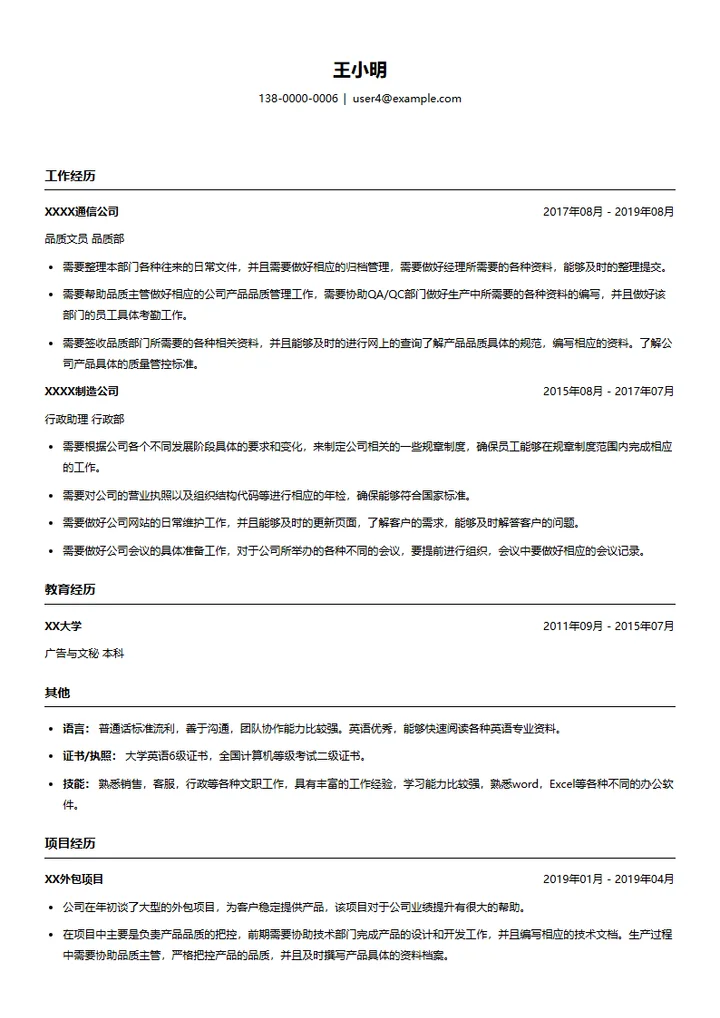 王小明
138-0000-0006 | user4@example.com
工作经历
XXXX通信公司 2017年08月 - 2019年08月
品质文员 品质部
• 需要整理本部门各种往来的日常文件，并且需要做好相应的归档管理，需要做好经理所需要的各种资料，能够及时的整理提交。
• 需要帮助品质主管做好相应的公司产品品质管理工作，需要协助QA/QC部门做好生产中所需要的各种资料的编写，并且做好该
部门的员工具体考勤工作。
• 需要签收品质部门所需要的各种相关资料，并且能够及时的进行网上的查询了解产品品质具体的规范，编写相应的资料。了解公
司产品具体的质量管控标准。
XXXX制造公司 2015年08月 - 2017年07月
行政助理 行政部
• 需要根据公司各个不同发展阶段具体的要求和变化，来制定公司相关的一些规章制度，确保员工能够在规章制度范围内完成相应
的工作。
• 需要对公司的营业执照以及组织结构代码等进行相应的年检，确保能够符合国家标准。
• 需要做好公司网站的日常维护工作，并且能够及时的更新页面，了解客户的需求，能够及时解答客户的问题。
• 需要做好公司会议的具体准备工作，对于公司所举办的各种不同的会议，要提前进行组织，会议中要做好相应的会议记录。
教育经历
XX大学 2011年09月 - 2015年07月
广告与文秘 本科
其他
• 语言： 普通话标准流利，善于沟通，团队协作能力比较强。英语优秀，能够快速阅读各种英语专业资料。
• 证书/执照： 大学英语6级证书，全国计算机等级考试二级证书。
• 技能： 熟悉销售，客服，行政等各种文职工作，具有丰富的工作经验，学习能力比较强，熟悉word，Excel等各种不同的办公软
件。
项目经历
XX外包项目 2019年01月 - 2019年04月
• 公司在年初谈了大型的外包项目，为客户稳定提供产品，该项目对于公司业绩提升有很大的帮助。
• 在项目中主要是负责产品品质的把控，前期需要协助技术部门完成产品的设计和开发工作，并且编写相应的技术文档。生产过程
中需要协助品质主管，严格把控产品的品质，并且及时撰写产品具体的资料档案。